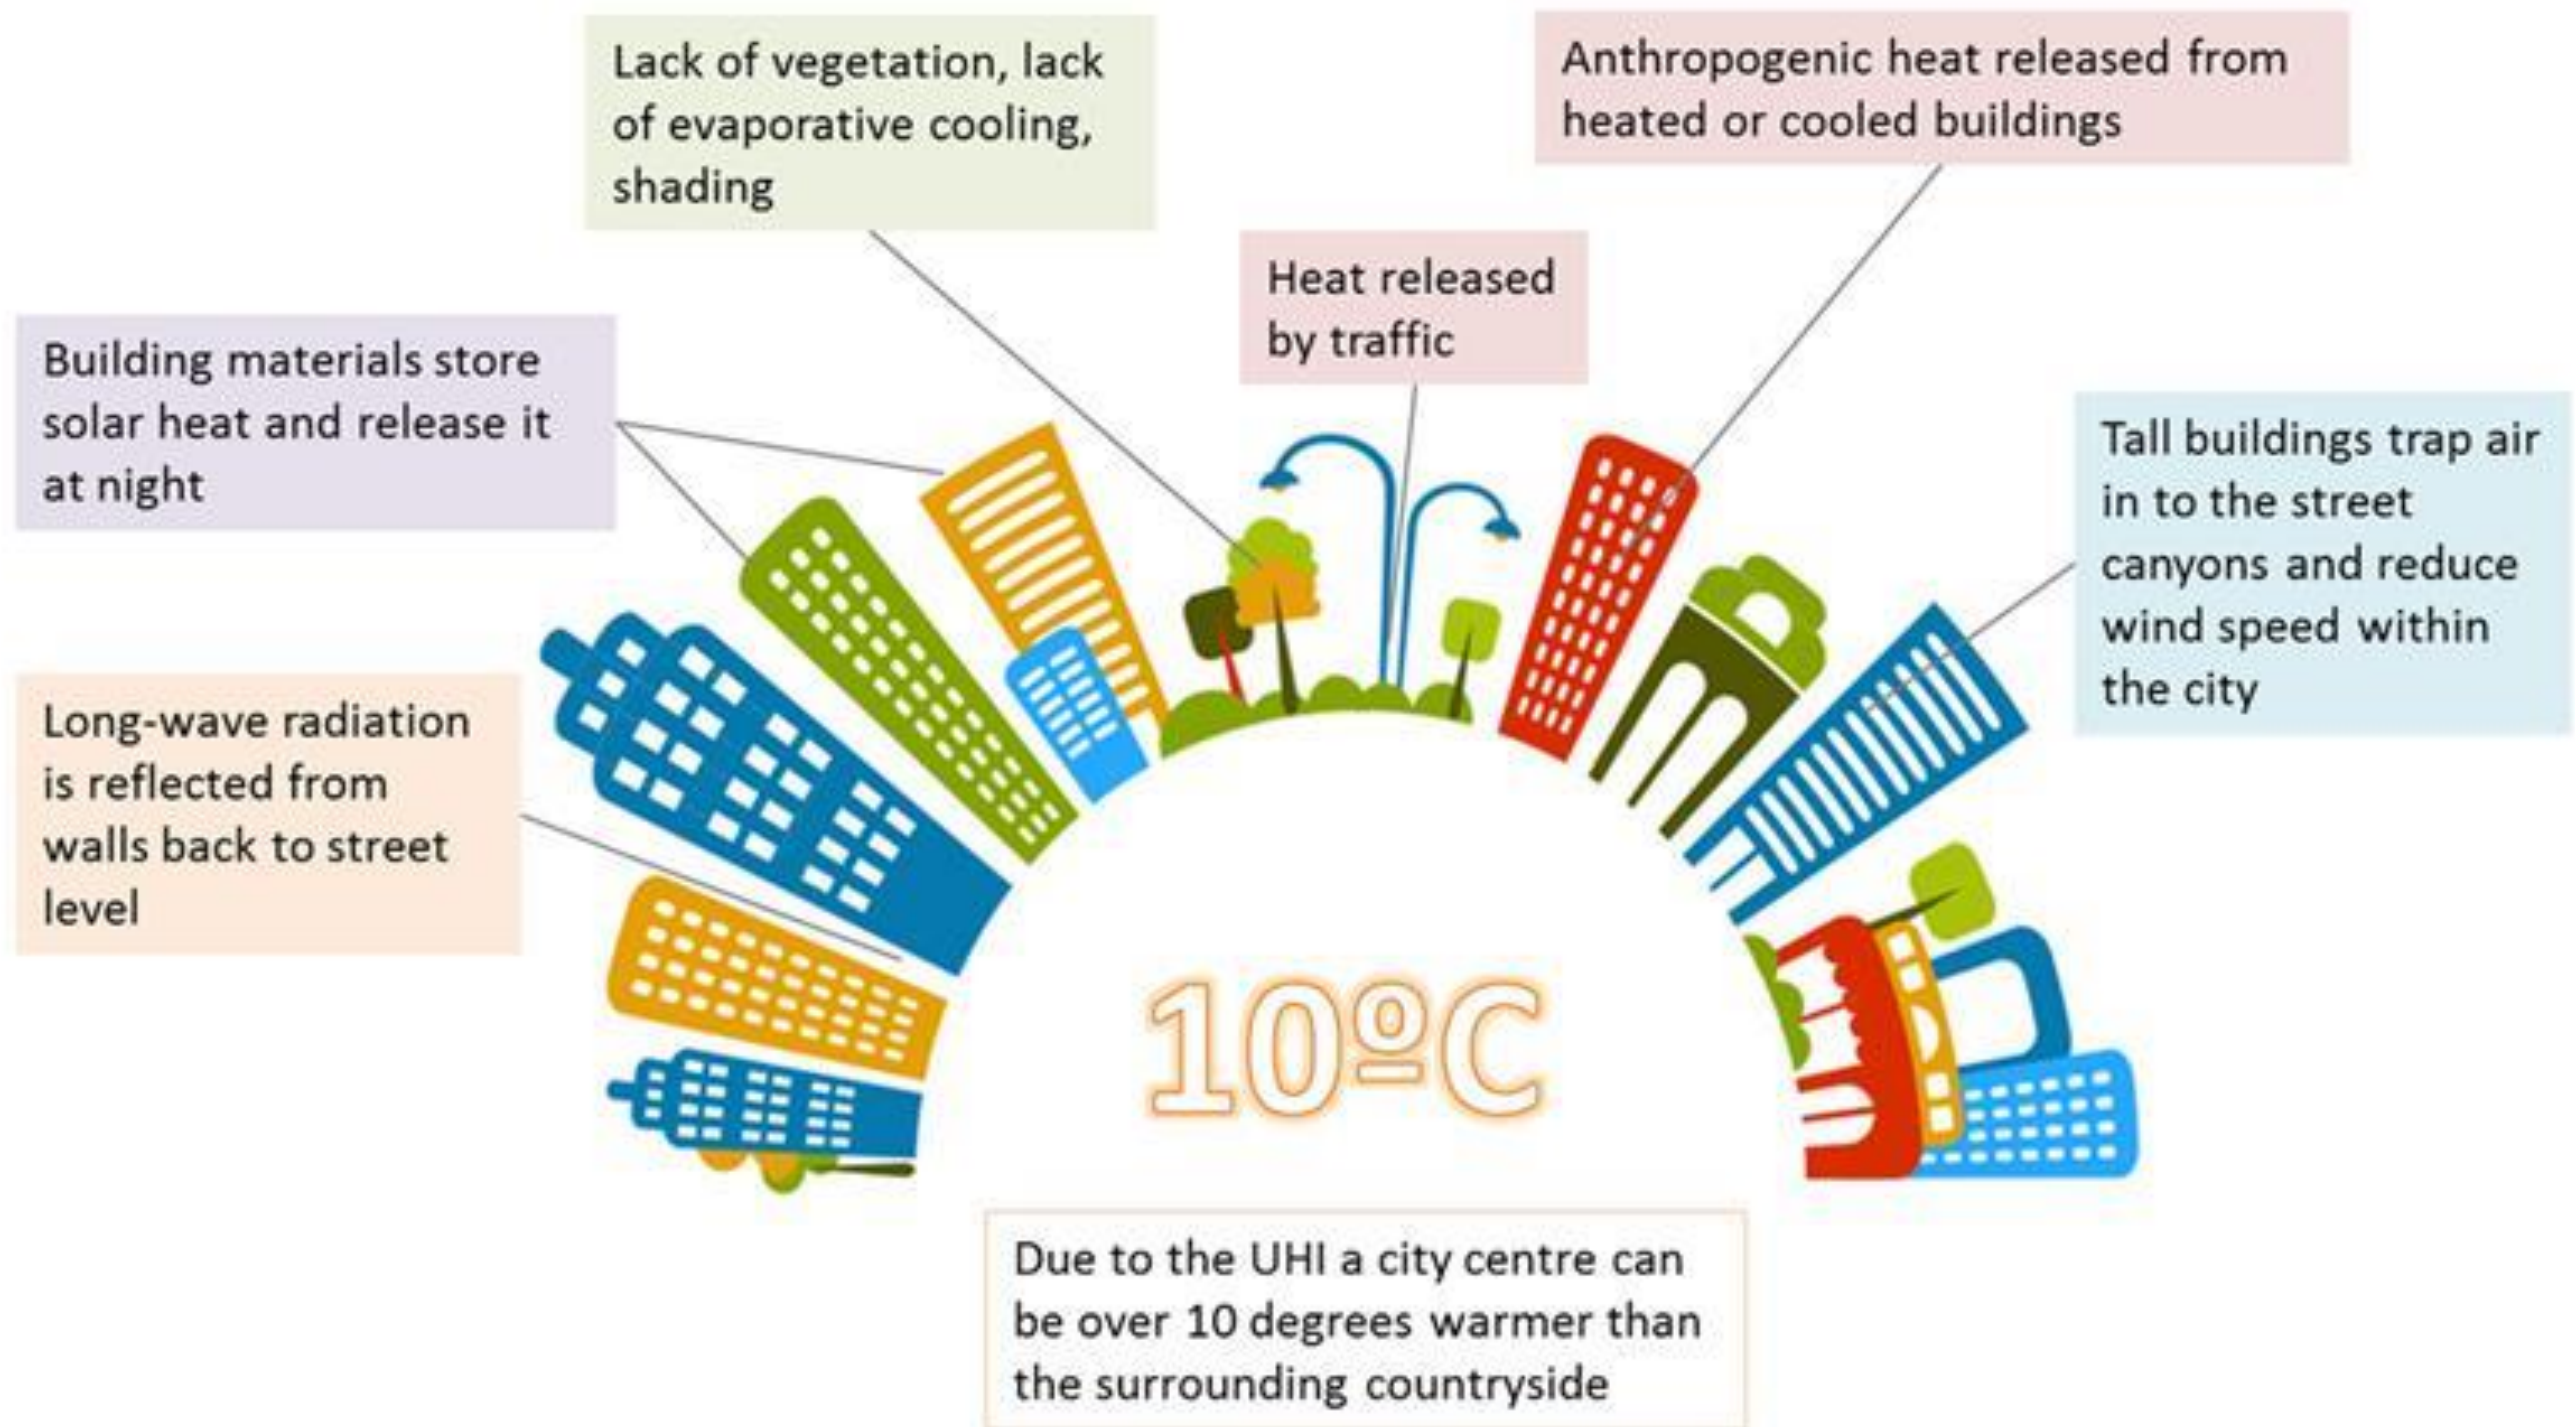 Lack of vegetation, lack
of evaporative cooling,
shading
Anthropogenic heat released from
heated or cooled buildings
Heat released
by traffic
Building materials store
solar heat and release it
at night
Tall buildings trap air
in to the street
canyons and reduce
wind speed within
the city
Long-wave radiation
is reflected from
walls back to street
level
10ºC
Due to the UHI a city centre can
be over 10 degrees warmer than
the surrounding countryside